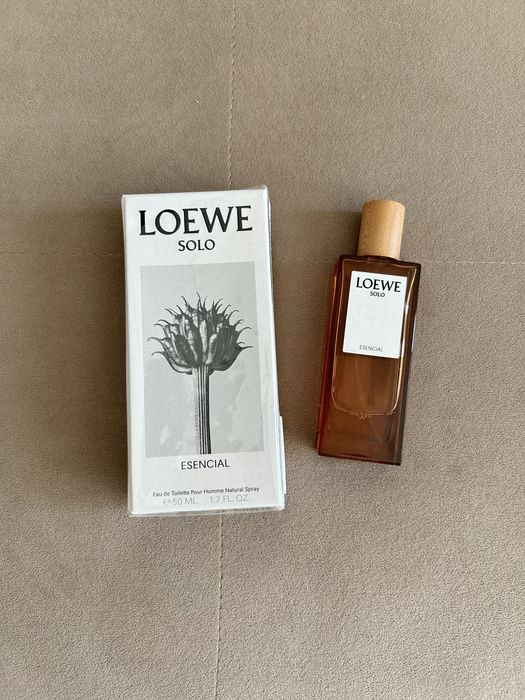 LOEWE
SOLO
ESENCIAL
Eau de Toilette Pour Homme Natural Spray
℮ 50 ML. 1.7 FL. OZ.
LOEWE
SOLO
ESENCIAL